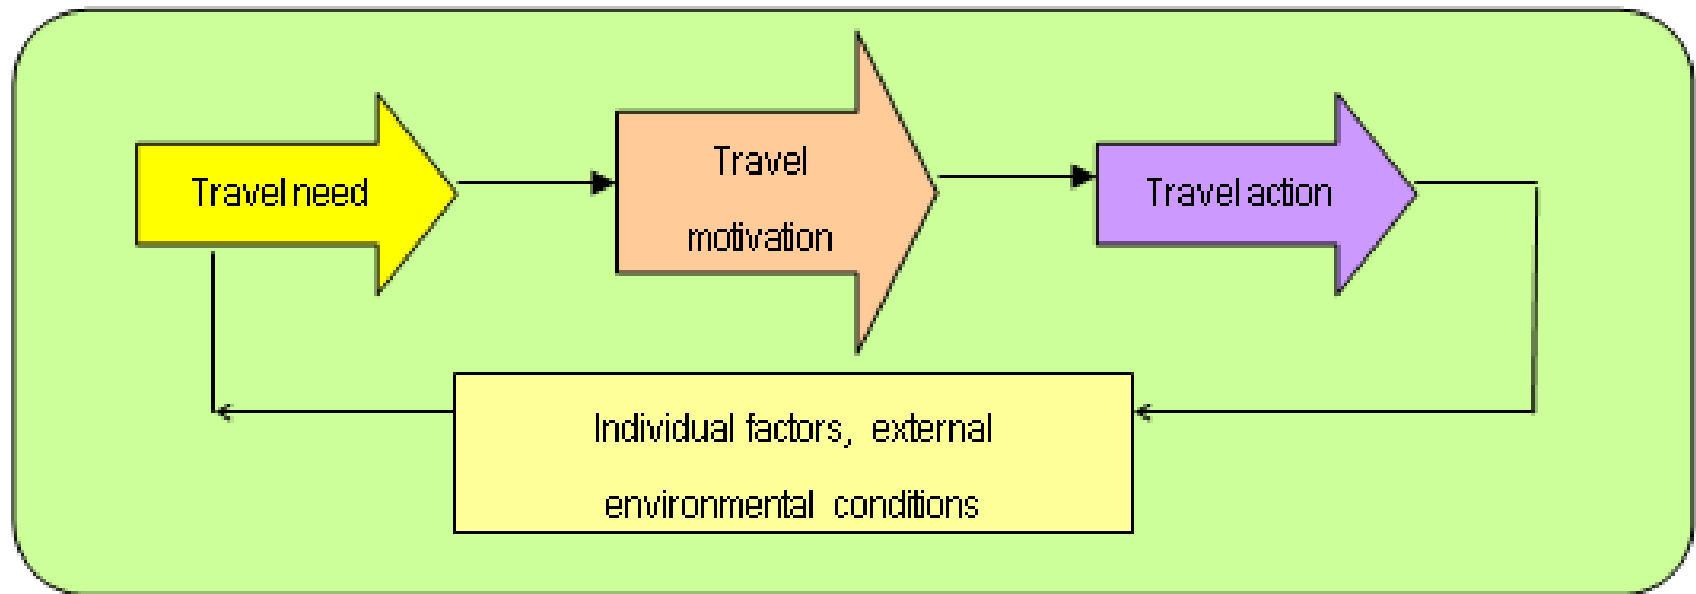 Travel need
Travel
motivation
Travel action
Individual factors, external
environmental conditions